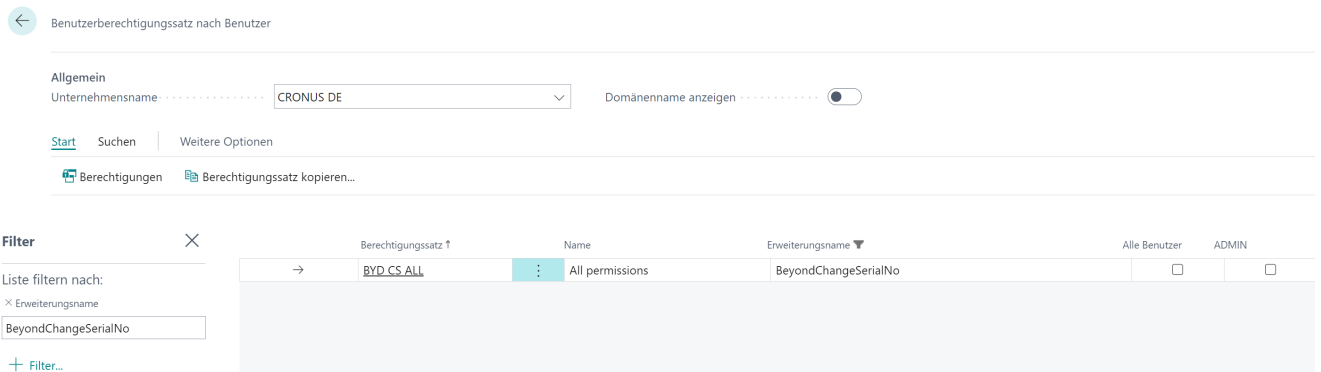 Benutzerberechtigungssatz nach Benutzer
Allgemein
Unternehmensname CRONUS DE Domänenname anzeigen
Start Suchen Weitere Optionen
Berechtigungen Berechtigungssatz kopieren...
Filter
Berechtigungssatz ↑ Name Erweiterungsname Alle Benutzer ADMIN
BYD CS ALL All permissions BeyondChangeSerialNo
Liste filtern nach:
× Erweiterungsname
BeyondChangeSerialNo
+ Filter...